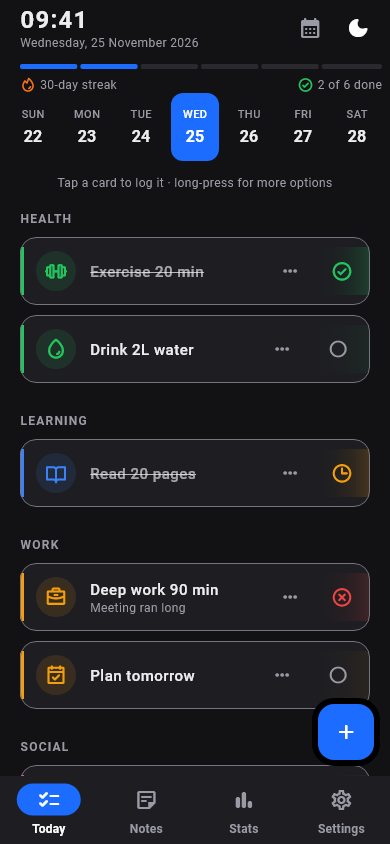 09:41
Wednesday, 25 November 2026
30-day streak
2 of 6 done
SUN MON TUE WED THU FRI SAT
22 23 24 25 26 27 28
Tap a card to log it · long-press for more options
HEALTH
Exercise 20 min
Drink 2L water
LEARNING
Read 20 pages
WORK
Deep work 90 min
Meeting ran long
Plan tomorrow
SOCIAL
Today Notes Stats Settings